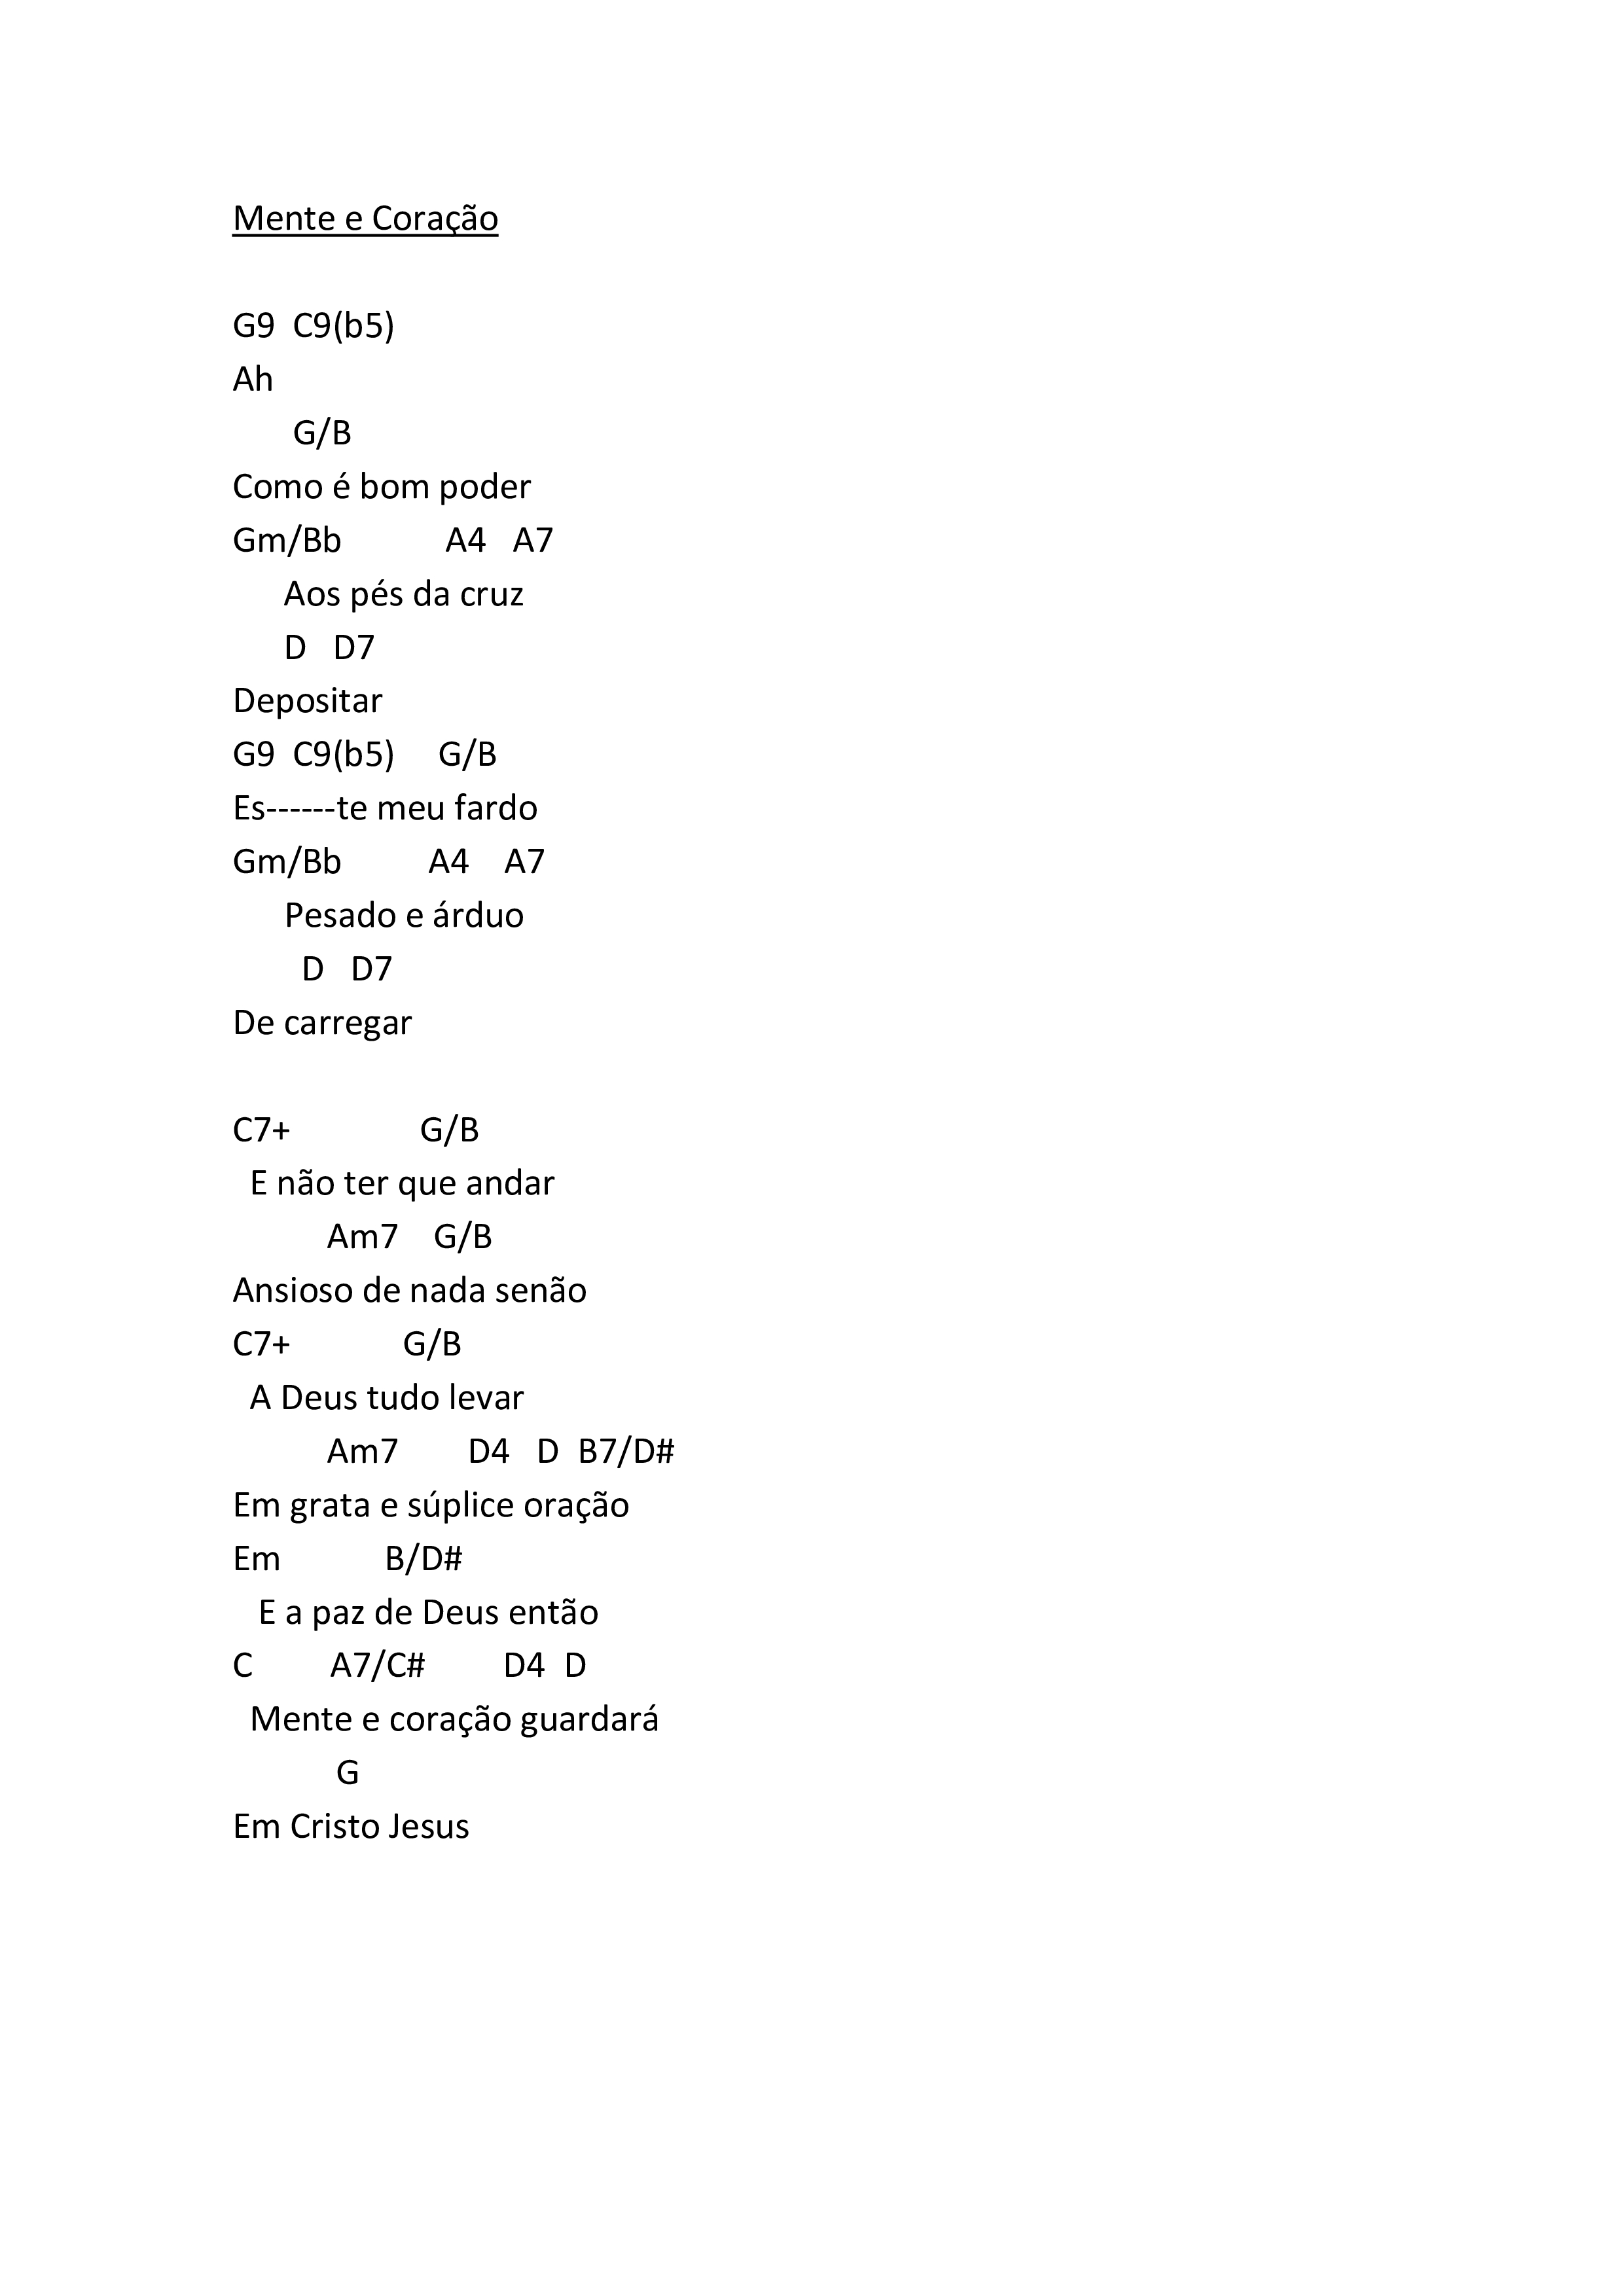 Mente e Coração
G9  C9(b5)
Ah
G/B
Como é bom poder
Gm/Bb            A4   A7
Aos pés da cruz
D   D7
Depositar
G9  C9(b5)     G/B
Es------te meu fardo
Gm/Bb          A4    A7
Pesado e árduo
D   D7
De carregar
C7+               G/B
E não ter que andar
Am7    G/B
Ansioso de nada senão
C7+             G/B
A Deus tudo levar
Am7        D4   D  B7/D#
Em grata e súplice oração
Em            B/D#
E a paz de Deus então
C         A7/C#         D4  D
Mente e coração guardará
G
Em Cristo Jesus